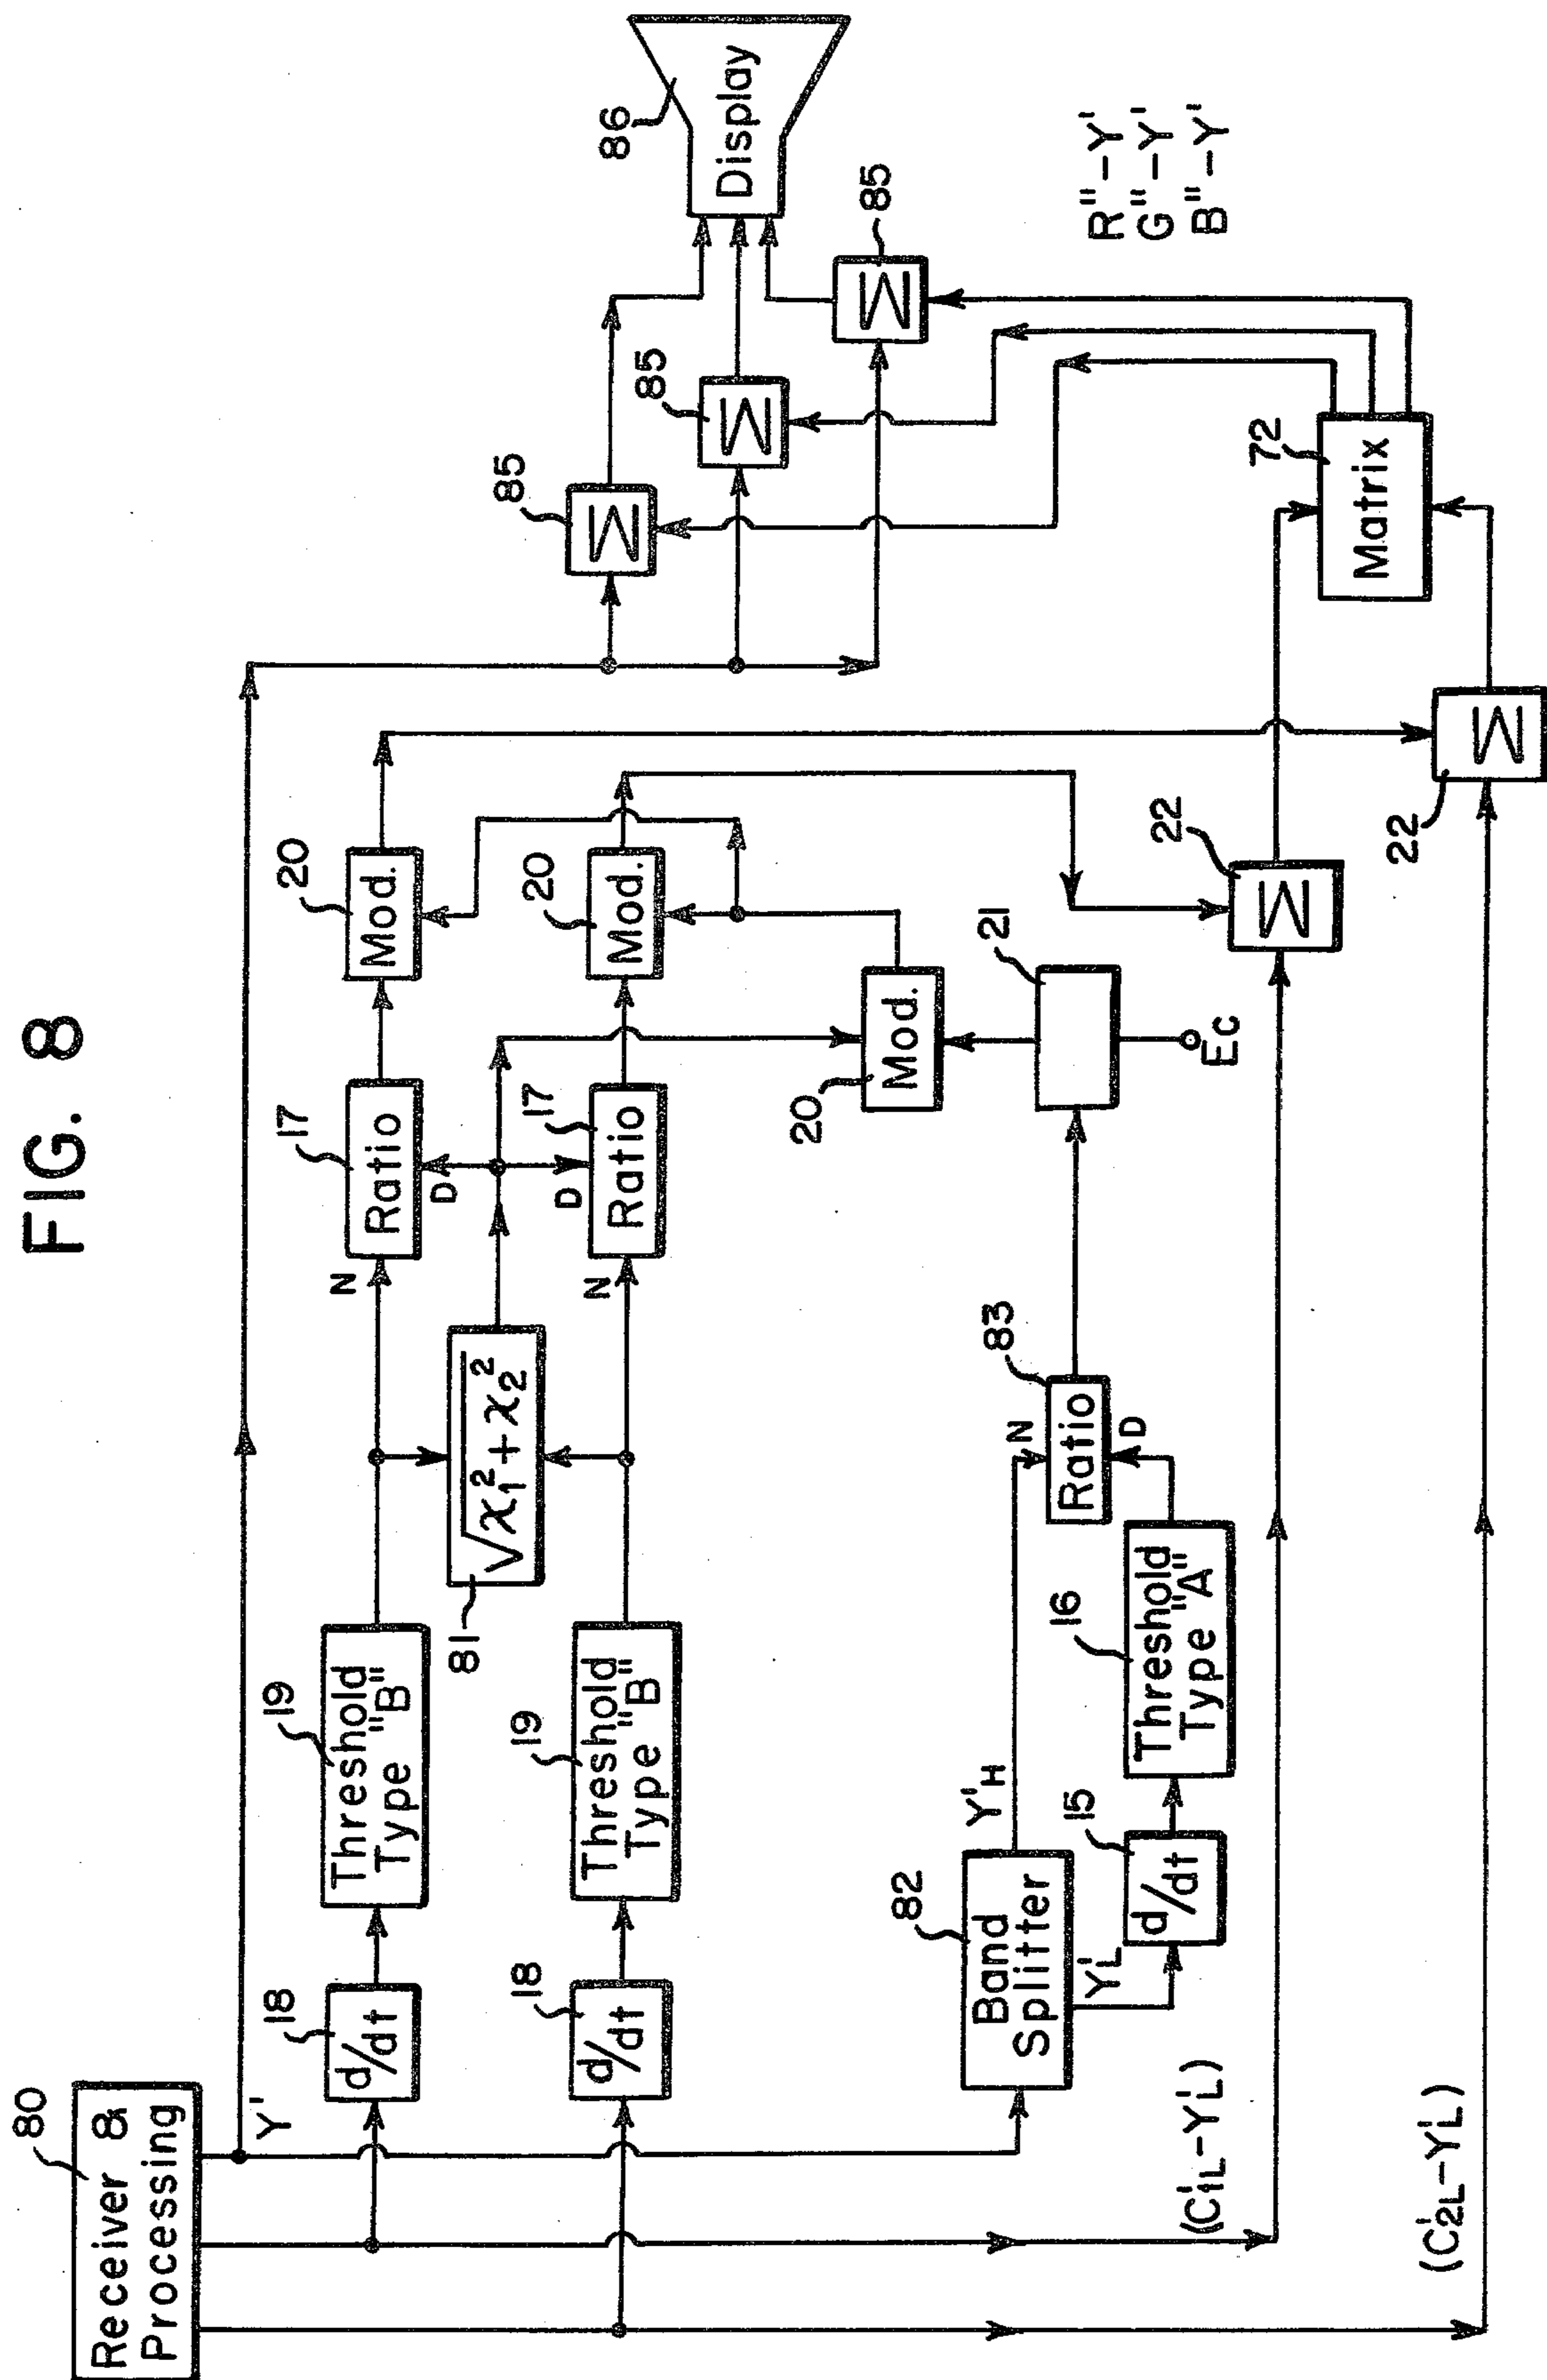 FIG. 8
80
Receiver &
Processing
Y'
18
d/dt
19
Threshold
Type "B"
N
17
Ratio
D
20
Mod.
81
√x₁²+x₂²
18
d/dt
19
Threshold
Type "B"
N
D
17
Ratio
20
Mod.
20
Mod.
82
Band
Splitter
Y'H
Y'L
15
d/dt
16
Threshold
Type "A"
N
83
Ratio
D
21
Ec
(C'1L-Y'L)
22
Σ
(C'2L-Y'L)
22
Σ
72
Matrix
85
Σ
85
Σ
85
Σ
86
Display
R"-Y'
G"-Y'
B"-Y'